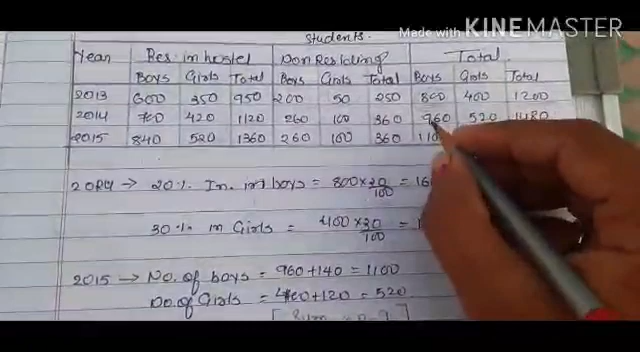 Made with KINEMASTER
Students.
Year Res. in hostel Non Residing Total
Boys Girls Total Boys Girls Total Boys Girls Total
2013 600 350 950 200 50 250 800 400 1200
2014 700 420 1120 260 100 360 960 520 1480
2015 840 520 1360 260 100 360 110
2014 → 20% In. in boys = 800 × 20/100 = 16
30% in Girls = 400 × 30/100 =
2015 → No. of boys = 960 + 140 = 1100
No. of Girls = 400 + 120 = 520